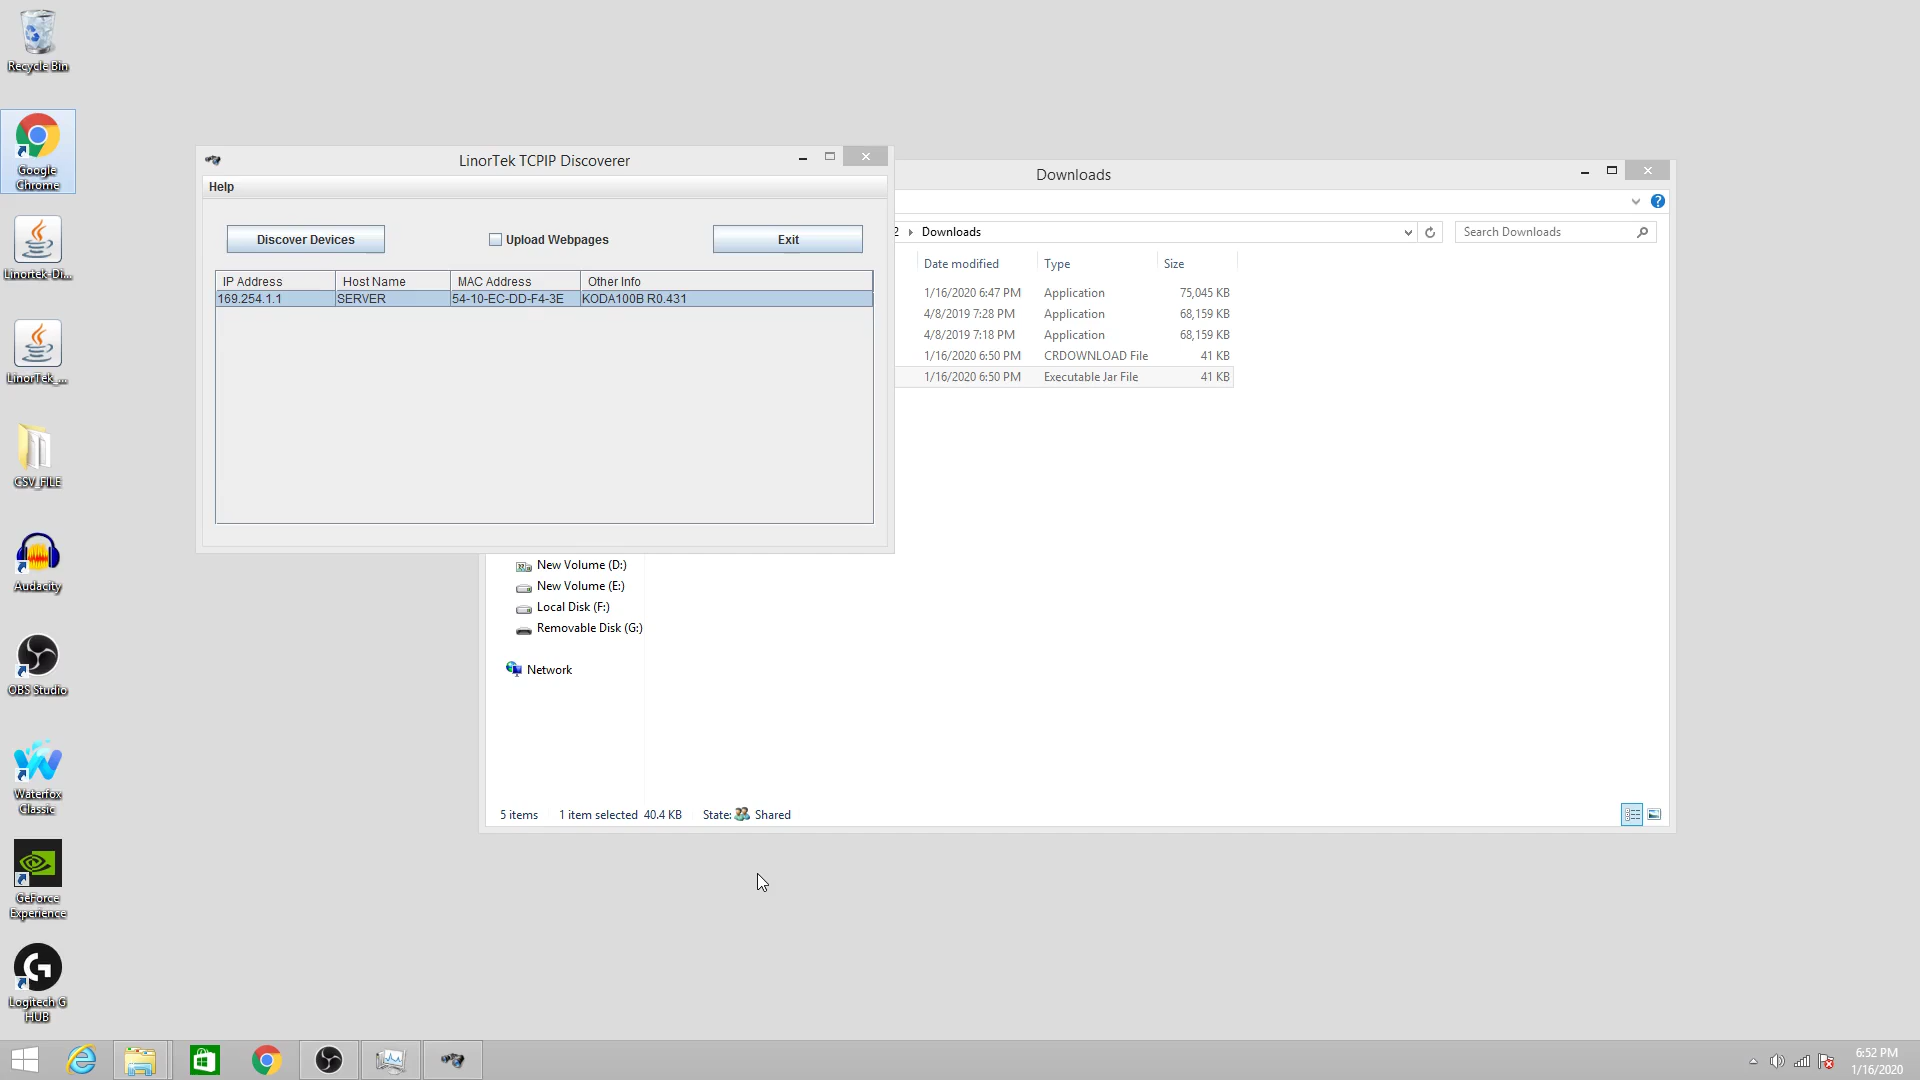 Recycle Bin
Google
Chrome
Linortek-Di...
LinorTek_...
CSV_FILE
Audacity
OBS Studio
Waterfox
Classic
GeForce
Experience
Logitech G
HUB
LinorTek TCPIP Discoverer
Help
Discover Devices
Upload Webpages
Exit
IP Address Host Name MAC Address Other Info
169.254.1.1 SERVER 54-10-EC-DD-F4-3E KODA100B R0.431
Downloads
2 Downloads
Search Downloads
Date modified Type Size
1/16/2020 6:47 PM Application 75,045 KB
4/8/2019 7:28 PM Application 68,159 KB
4/8/2019 7:18 PM Application 68,159 KB
1/16/2020 6:50 PM CRDOWNLOAD File 41 KB
1/16/2020 6:50 PM Executable Jar File 41 KB
New Volume (D:)
New Volume (E:)
Local Disk (F:)
Removable Disk (G:)
Network
5 items 1 item selected 40.4 KB State: Shared
6:52 PM
1/16/2020